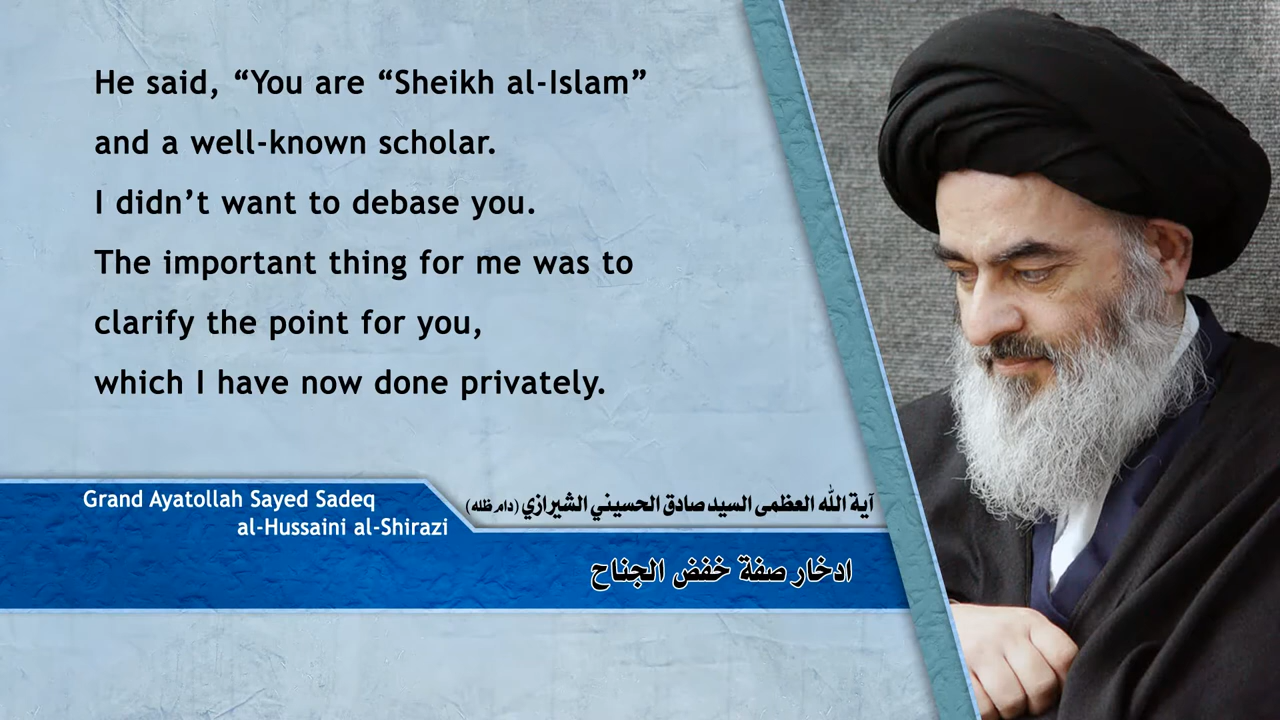 He said, “You are “Sheikh al-Islam”
and a well-known scholar.
I didn’t want to debase you.
The important thing for me was to
clarify the point for you,
which I have now done privately.
Grand Ayatollah Sayed Sadeq
al-Hussaini al-Shirazi
آية الله العظمى السيد صادق الحسيني الشيرازي (دام ظله)
ادخار صفة خفض الجناح